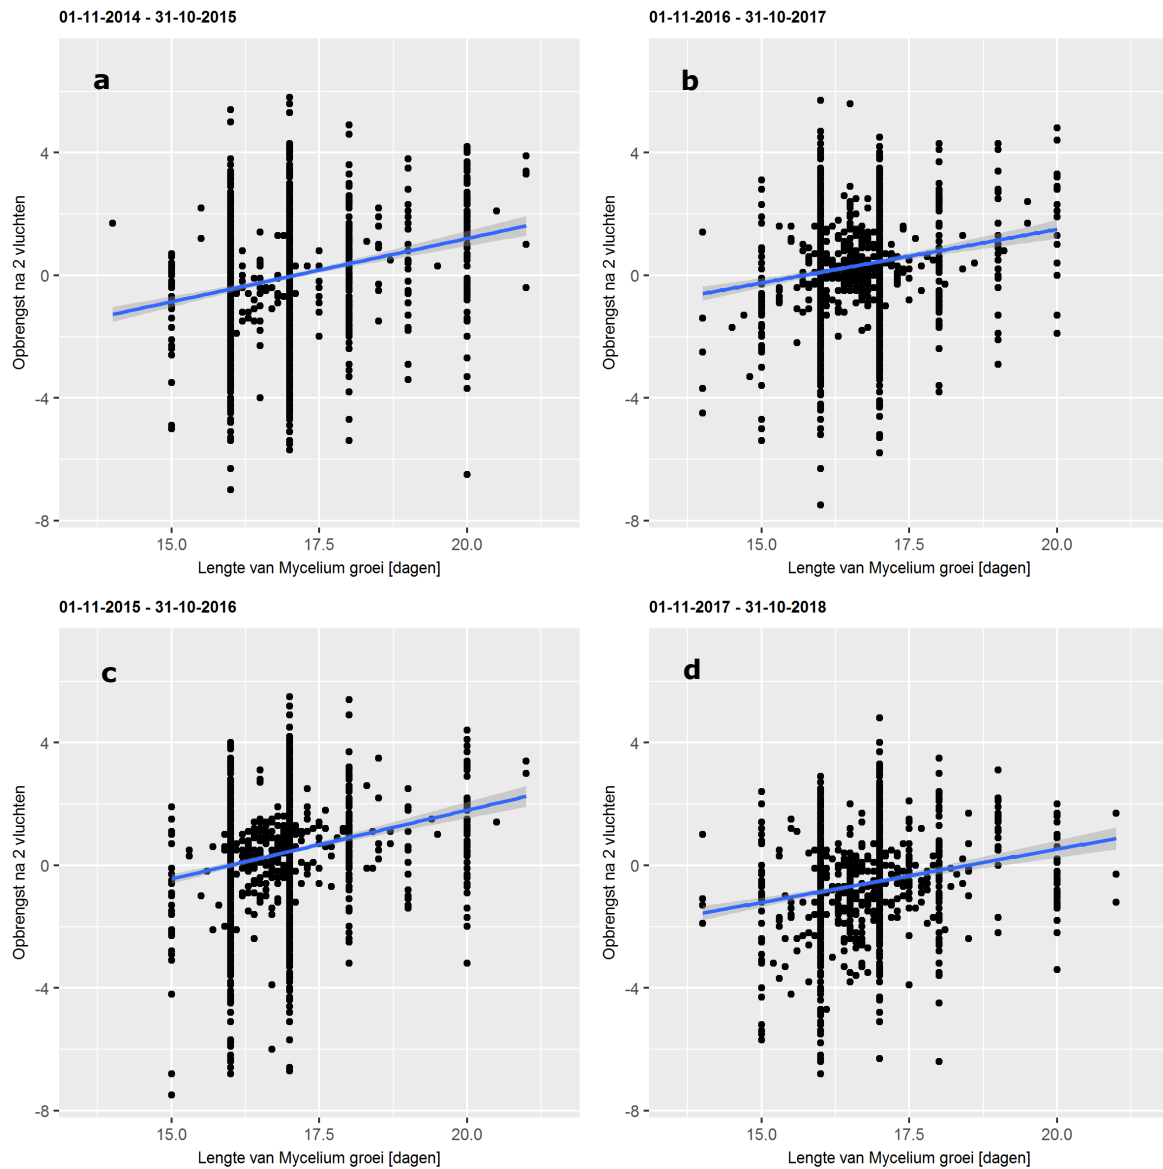 01-11-2014 - 31-10-2015
a
4
0
-4
-8
Opbrengst na 2 vluchten
15.0 17.5 20.0
Lengte van Mycelium groei [dagen]
01-11-2016 - 31-10-2017
b
4
0
-4
-8
Opbrengst na 2 vluchten
15.0 17.5 20.0
Lengte van Mycelium groei [dagen]
01-11-2015 - 31-10-2016
c
4
0
-4
-8
Opbrengst na 2 vluchten
15.0 17.5 20.0
Lengte van Mycelium groei [dagen]
01-11-2017 - 31-10-2018
d
4
0
-4
-8
Opbrengst na 2 vluchten
15.0 17.5 20.0
Lengte van Mycelium groei [dagen]